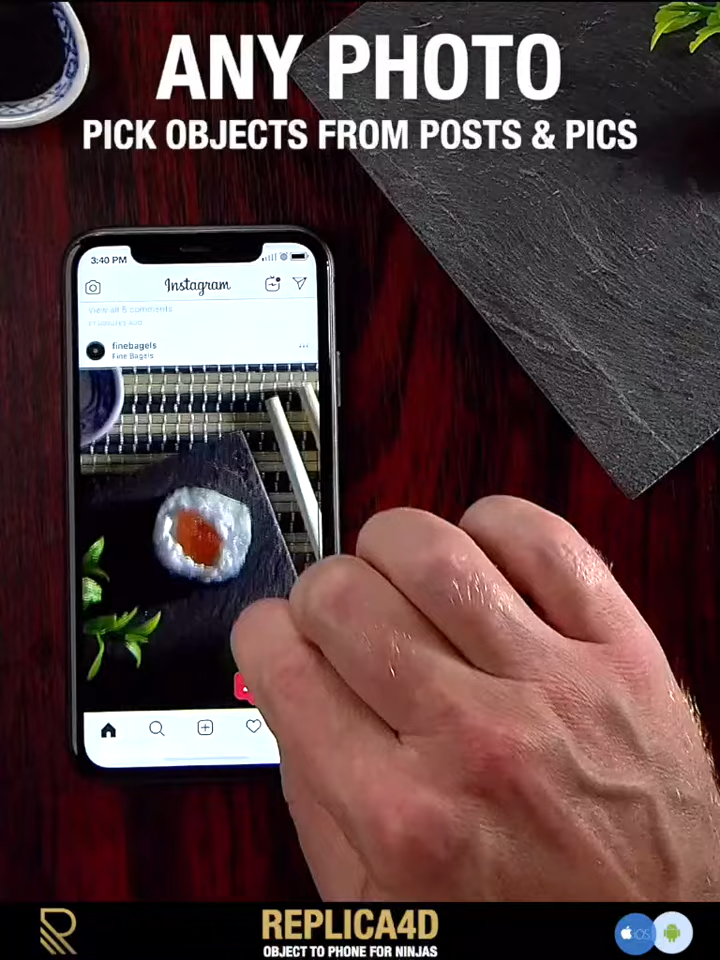 ANY PHOTO
PICK OBJECTS FROM POSTS & PICS
3:40 PM
Instagram
View all 5 comments
finebagels
Fine Bagels
REPLICA4D
OBJECT TO PHONE FOR NINJAS
iOS